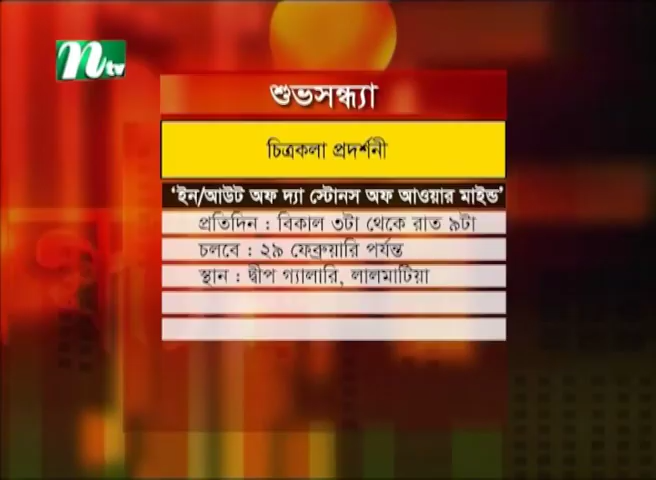 ntv
শুভসন্ধ্যা
চিত্রকলা প্রদর্শনী
‘ইন/আউট অফ দ্যা স্টোনস অফ আওয়ার মাইন্ড’
প্রতিদিন : বিকাল ৩টা থেকে রাত ৯টা
চলবে : ২৯ ফেব্রুয়ারি পর্যন্ত
স্থান : দ্বীপ গ্যালারি, লালমাটিয়া